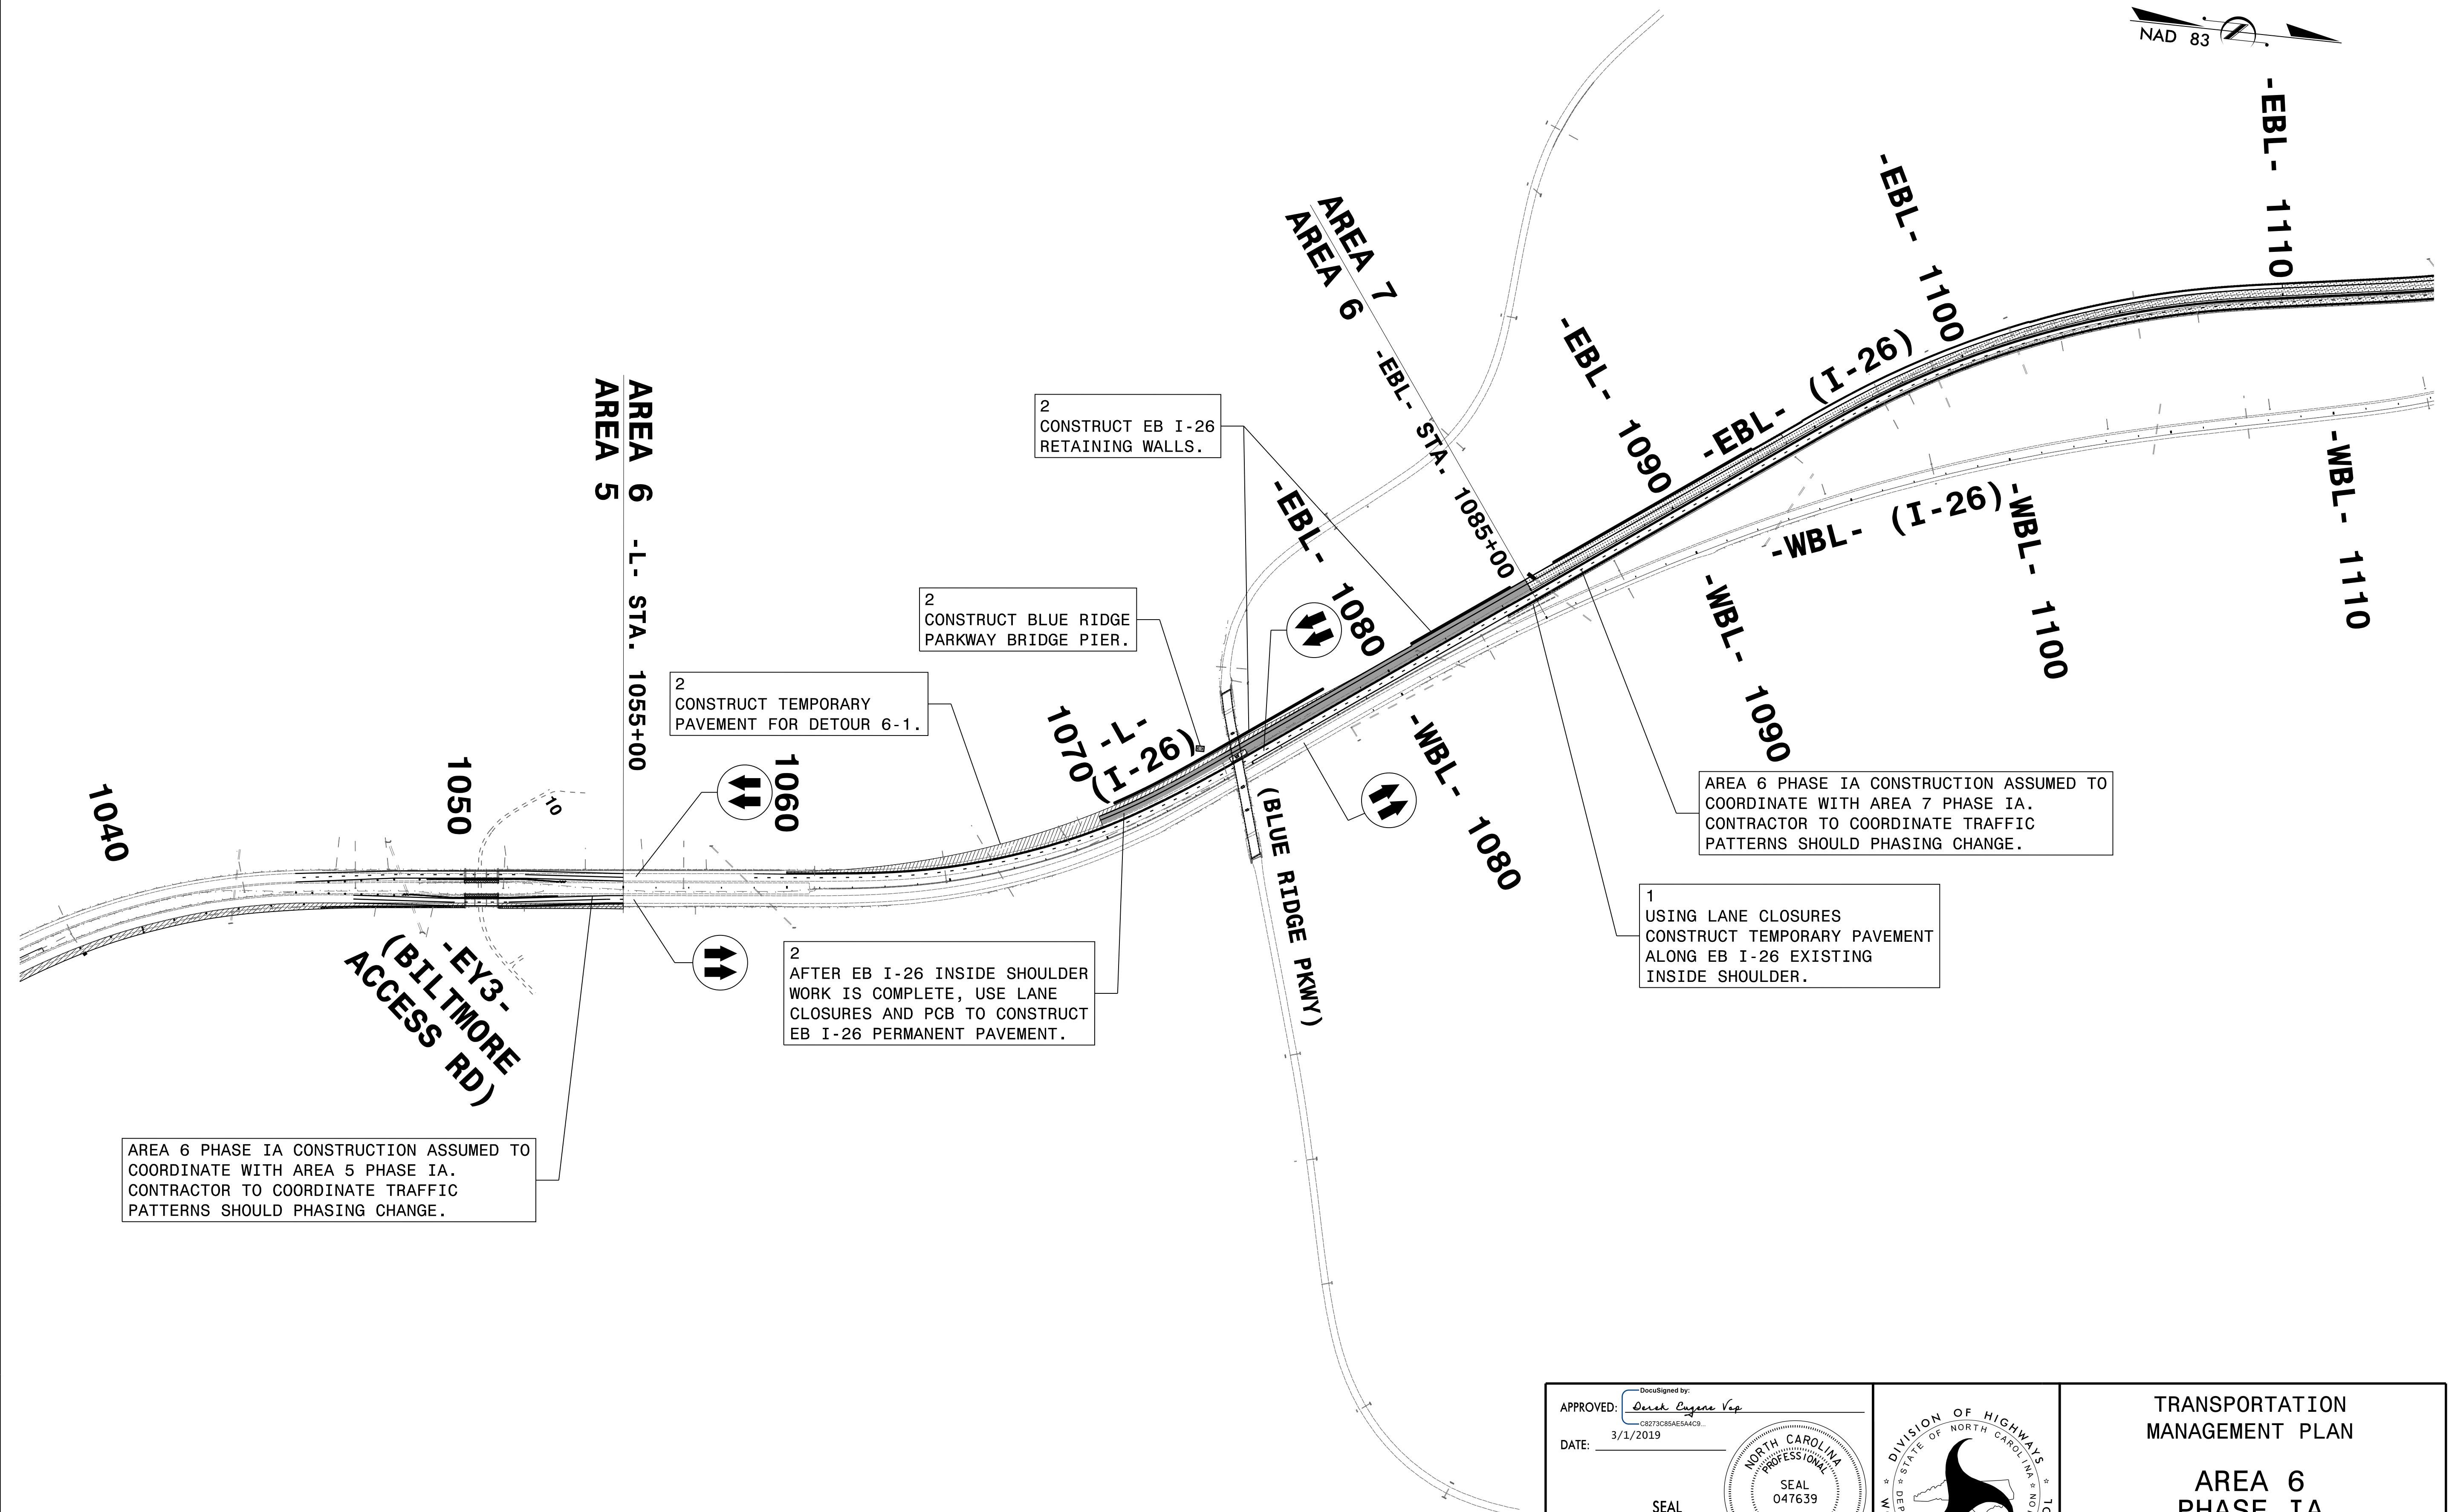 NAD 83
-EBL- 1110
-EBL- 1100
AREA 7
AREA 6
-EBL- STA. 1085+00
-EBL- 1090
-EBL- (I-26)
-WBL- (I-26)
-WBL- 1110
-WBL- 1100
-WBL- 1090
AREA 6
AREA 5
-L- STA. 1055+00
2
CONSTRUCT EB I-26
RETAINING WALLS.
-EBL- 1080
2
CONSTRUCT BLUE RIDGE
PARKWAY BRIDGE PIER.
2
CONSTRUCT TEMPORARY
PAVEMENT FOR DETOUR 6-1.
1070
-L-
(I-26)
-WBL- 1080
1060
1050
1040
10
(BLUE RIDGE PKWY)
AREA 6 PHASE IA CONSTRUCTION ASSUMED TO
COORDINATE WITH AREA 7 PHASE IA.
CONTRACTOR TO COORDINATE TRAFFIC
PATTERNS SHOULD PHASING CHANGE.
1
USING LANE CLOSURES
CONSTRUCT TEMPORARY PAVEMENT
ALONG EB I-26 EXISTING
INSIDE SHOULDER.
-EY3-
(BILTMORE
ACCESS RD)
2
AFTER EB I-26 INSIDE SHOULDER
WORK IS COMPLETE, USE LANE
CLOSURES AND PCB TO CONSTRUCT
EB I-26 PERMANENT PAVEMENT.
AREA 6 PHASE IA CONSTRUCTION ASSUMED TO
COORDINATE WITH AREA 5 PHASE IA.
CONTRACTOR TO COORDINATE TRAFFIC
PATTERNS SHOULD PHASING CHANGE.
DocuSigned by:
APPROVED: Derek Eugene
C8273C85AE5A4C9...
DATE: 3/1/2019
NORTH CAROLINA
PROFESSIONAL
SEAL
047639
SEAL
DIVISION OF HIGHWAYS
STATE OF NORTH CAROLINA
TRANSPORTATION
MANAGEMENT PLAN
AREA 6
PHASE IA